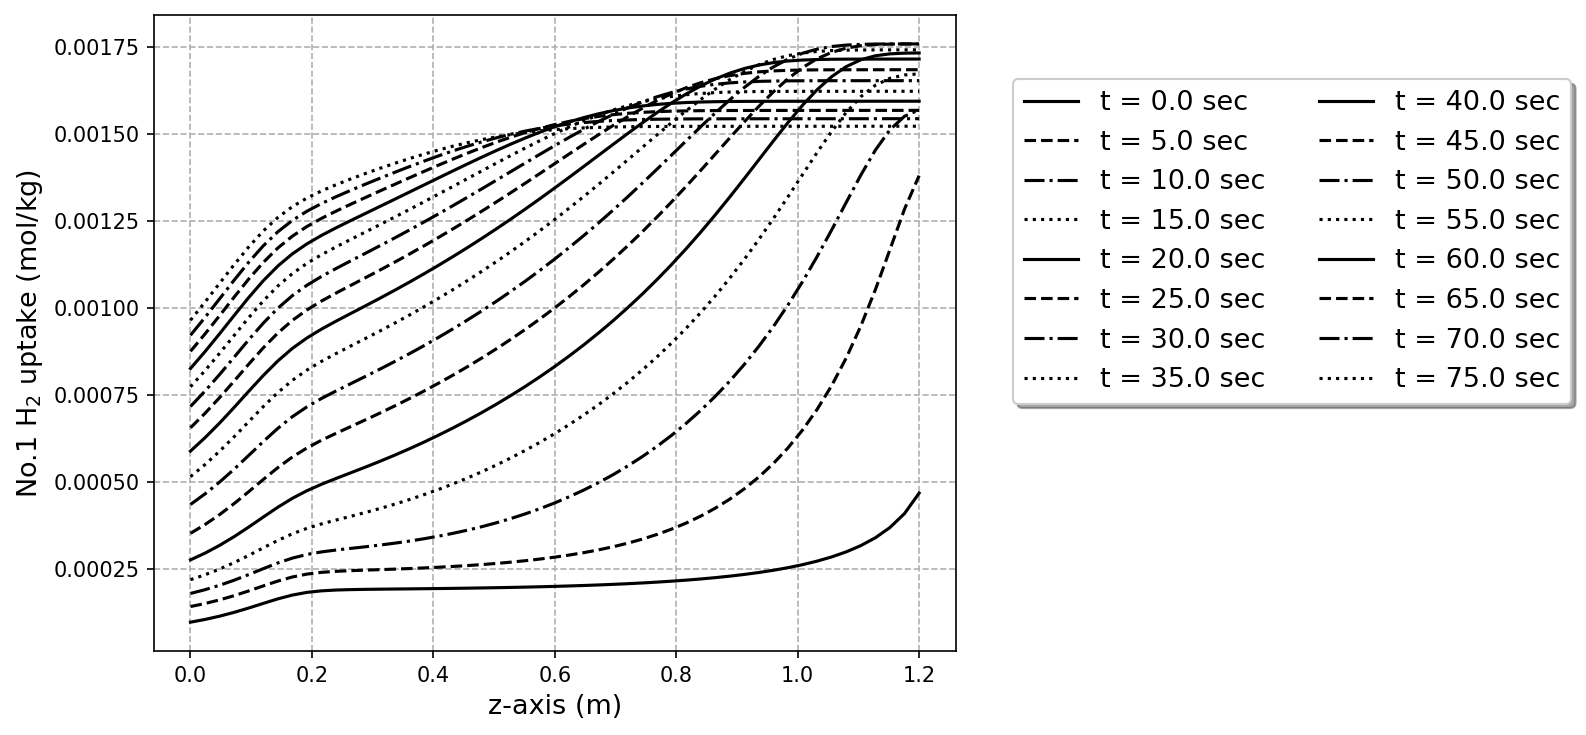 0.00175
0.00150
0.00125
0.00100
0.00075
0.00050
0.00025
No.1 H₂ uptake (mol/kg)
0.0 0.2 0.4 0.6 0.8 1.0 1.2
z-axis (m)
t = 0.0 sec
t = 5.0 sec
t = 10.0 sec
t = 15.0 sec
t = 20.0 sec
t = 25.0 sec
t = 30.0 sec
t = 35.0 sec
t = 40.0 sec
t = 45.0 sec
t = 50.0 sec
t = 55.0 sec
t = 60.0 sec
t = 65.0 sec
t = 70.0 sec
t = 75.0 sec